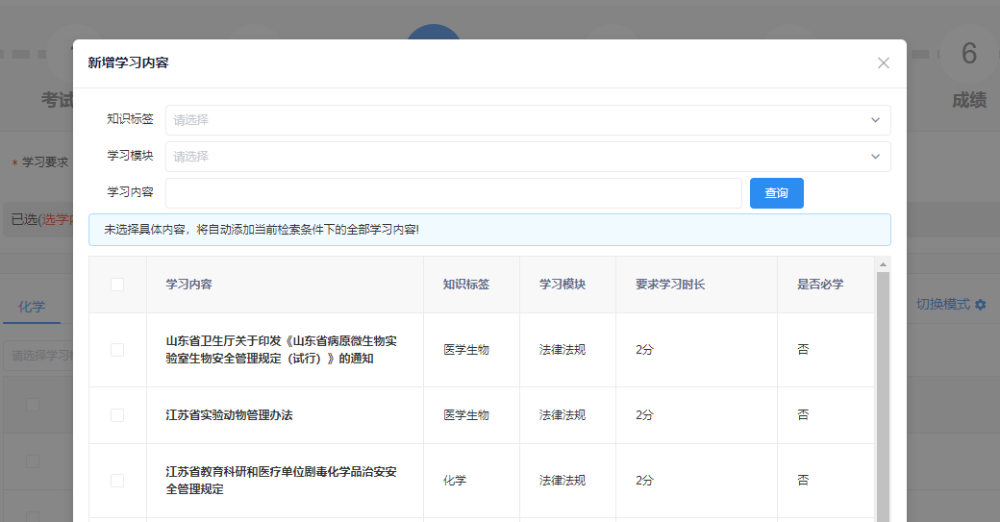 新增学习内容
6
考试
成绩
知识标签
请选择
学习模块
请选择
* 学习要求
学习内容
查询
已选(选学
未选择具体内容，将自动添加当前检索条件下的全部学习内容!
学习内容
知识标签
学习模块
要求学习时长
是否必学
化学
切换模式
山东省卫生厅关于印发《山东省病原微生物实
验室生物安全管理规定（试行）》的通知
医学生物
法律法规
2分
否
请选择学习
江苏省实验动物管理办法
医学生物
法律法规
2分
否
江苏省教育科研和医疗单位剧毒化学品治安安
全管理规定
化学
法律法规
2分
否